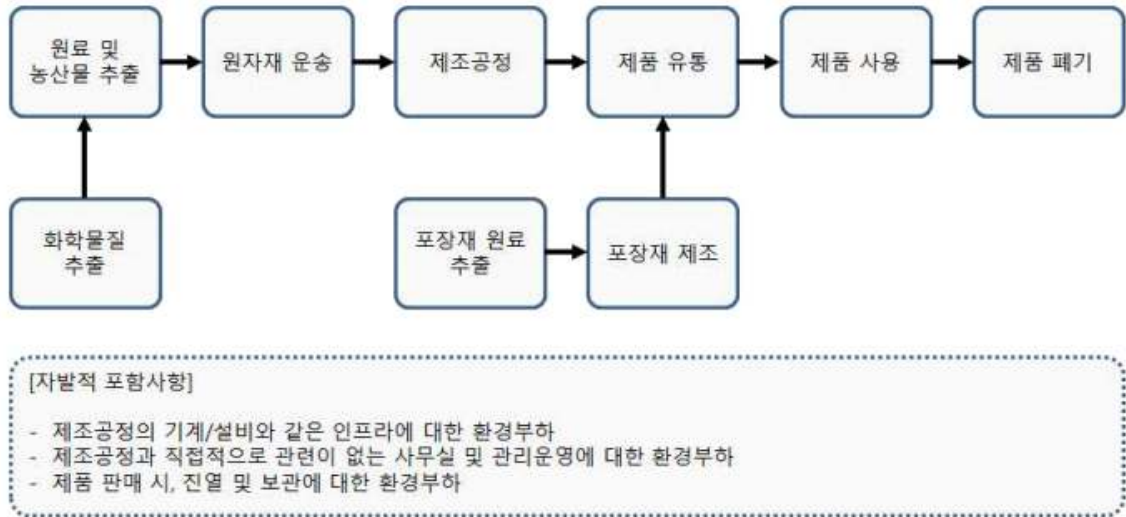 원료 및
농산물 추출
원자재 운송
제조공정
제품 유통
제품 사용
제품 폐기
화학물질
추출
포장재 원료
추출
포장재 제조
[자발적 포함사항]
- 제조공정의 기계/설비와 같은 인프라에 대한 환경부하
- 제조공정과 직접적으로 관련이 없는 사무실 및 관리운영에 대한 환경부하
- 제품 판매 시, 진열 및 보관에 대한 환경부하